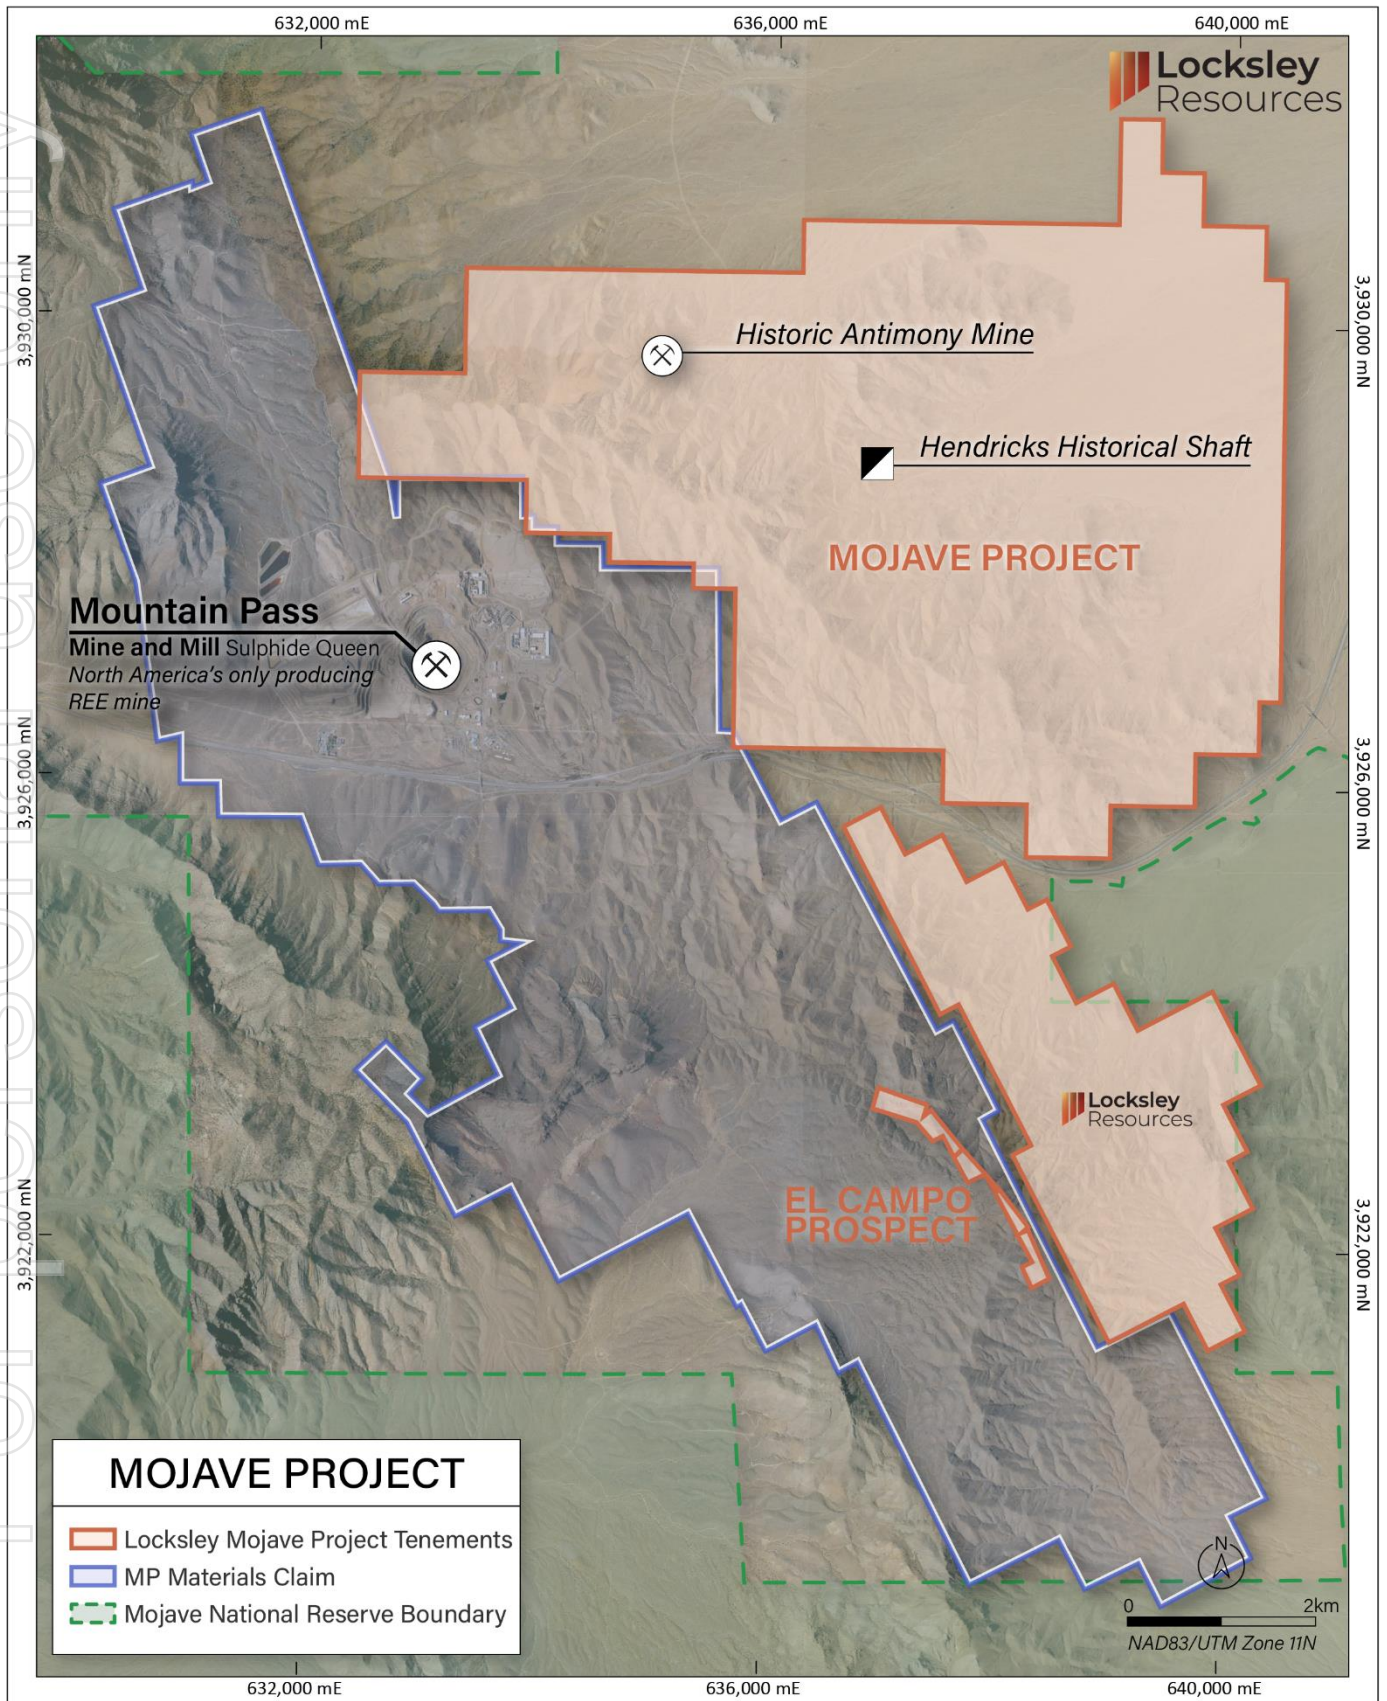 632,000 mE
636,000 mE
640,000 mE
Locksley
Resources
3,930,000 mN
3,930,000 mN
Historic Antimony Mine
Hendricks Historical Shaft
MOJAVE PROJECT
Mountain Pass
Mine and Mill Sulphide Queen
North America's only producing
REE mine
3,926,000 mN
3,926,000 mN
Locksley
Resources
EL CAMPO
PROSPECT
3,922,000 mN
3,922,000 mN
MOJAVE PROJECT
Locksley Mojave Project Tenements
MP Materials Claim
Mojave National Reserve Boundary
N
0 2km
NAD83/UTM Zone 11N
632,000 mE
636,000 mE
640,000 mE